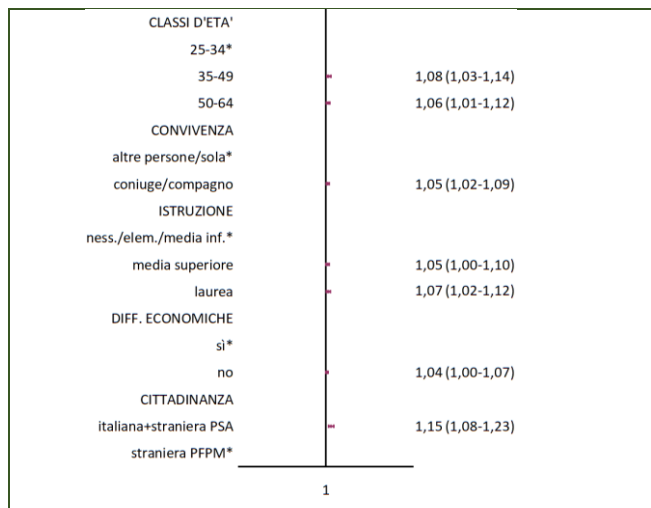 CLASSI D'ETA'
25-34*
35-49 1,08 (1,03-1,14)
50-64 1,06 (1,01-1,12)
CONVIVENZA
altre persone/sola*
coniuge/compagno 1,05 (1,02-1,09)
ISTRUZIONE
ness./elem./media inf.*
media superiore 1,05 (1,00-1,10)
laurea 1,07 (1,02-1,12)
DIFF. ECONOMICHE
sì*
no 1,04 (1,00-1,07)
CITTADINANZA
italiana+straniera PSA 1,15 (1,08-1,23)
straniera PFPM*
1